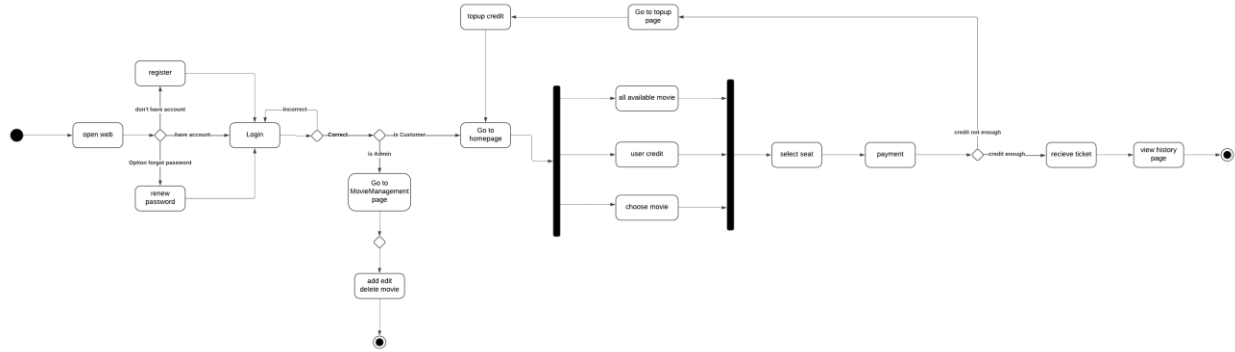 topup credit
Go to topup
page
register
all available movie
don't have account
Incorrect
open web
have account
Login
Correct
is Customer
Go to
homepage
credit not enough
is Admin
user credit
select seat
payment
credit enough
recieve ticket
view history
page
Option forgot password
renew
password
Go to
MovieManagement
page
choose movie
add edit
delete movie